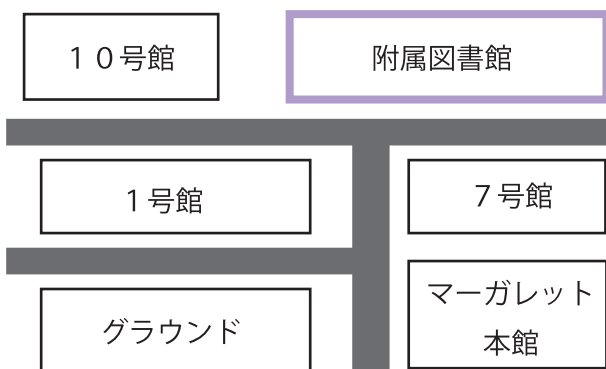 １０号館
附属図書館
１号館
７号館
マーガレット
本館
グラウンド